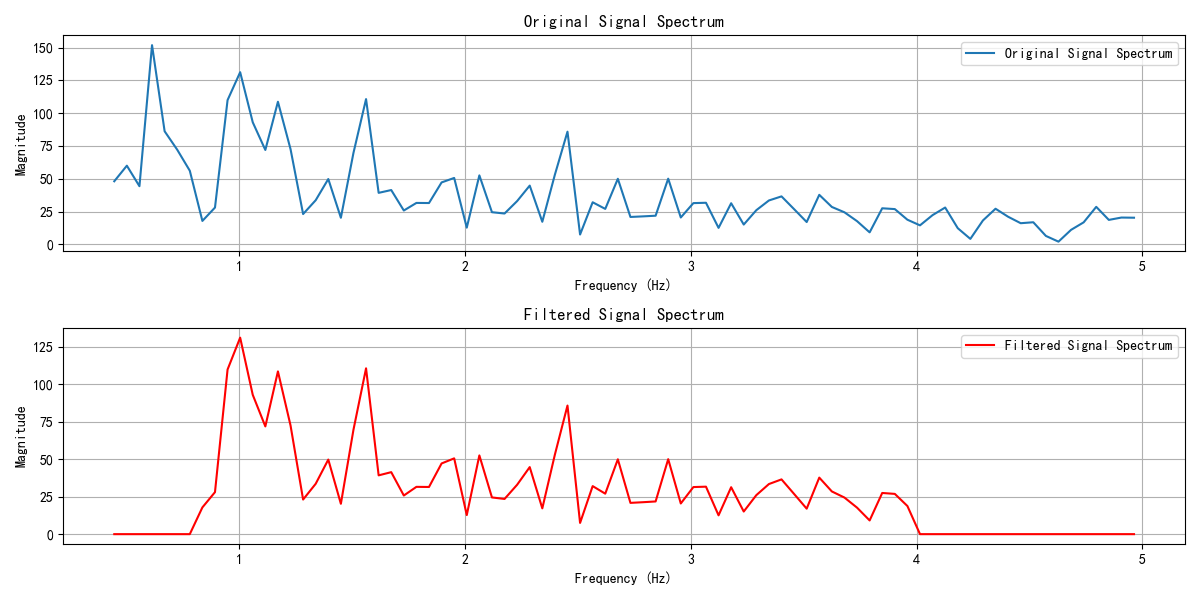 Original Signal Spectrum
Original Signal Spectrum
Magnitude
150
125
100
75
50
25
0
1
2
3
4
5
Frequency (Hz)
Filtered Signal Spectrum
Filtered Signal Spectrum
Magnitude
125
100
75
50
25
0
1
2
3
4
5
Frequency (Hz)